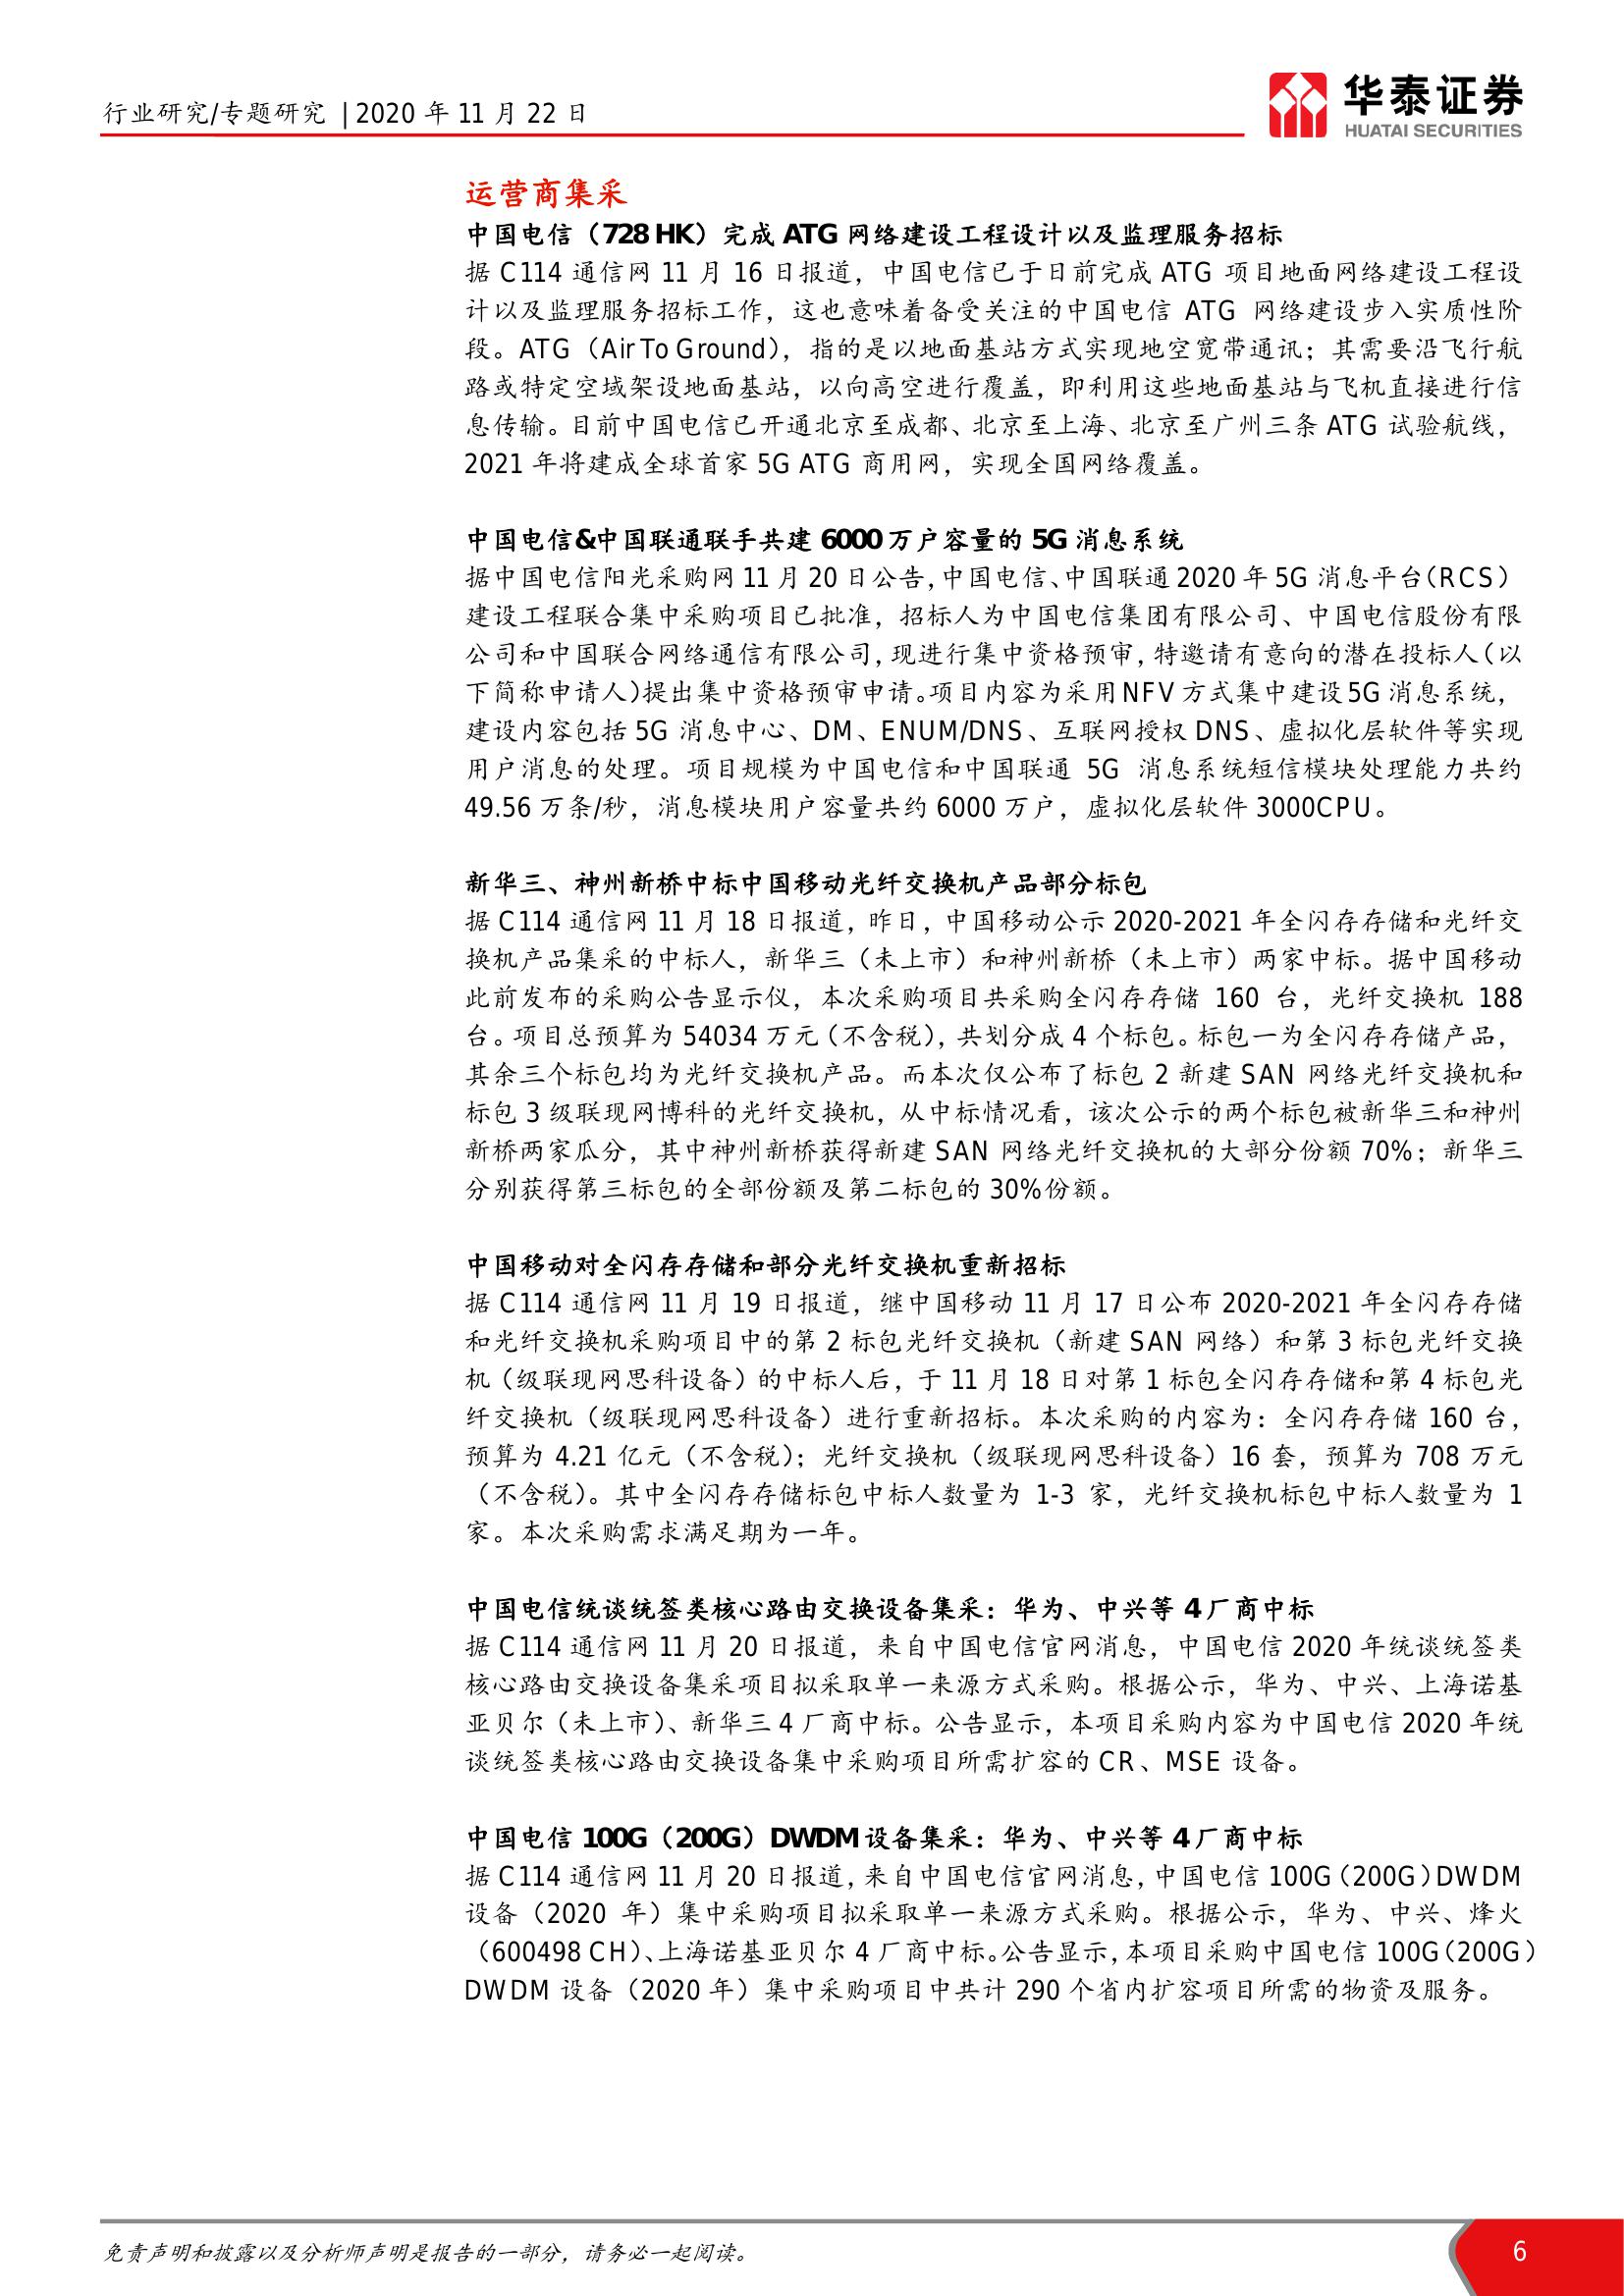 行业研究/专题研究 | 2020 年 11 月 22 日
华泰证券
HUATAI SECURITIES
运营商集采
中国电信（728 HK）完成 ATG 网络建设工程设计以及监理服务招标
据 C114 通信网 11 月 16 日报道，中国电信已于日前完成 ATG 项目地面网络建设工程设
计以及监理服务招标工作，这也意味着备受关注的中国电信 ATG 网络建设步入实质性阶
段。ATG（Air To Ground），指的是以地面基站方式实现地空宽带通讯；其需要沿飞行航
路或特定空域架设地面基站，以向高空进行覆盖，即利用这些地面基站与飞机直接进行信
息传输。目前中国电信已开通北京至成都、北京至上海、北京至广州三条 ATG 试验航线，
2021 年将建成全球首家 5G ATG 商用网，实现全国网络覆盖。
中国电信&中国联通联手共建 6000 万户容量的 5G 消息系统
据中国电信阳光采购网 11 月 20 日公告，中国电信、中国联通 2020 年 5G 消息平台（RCS）
建设工程联合集中采购项目已批准，招标人为中国电信集团有限公司、中国电信股份有限
公司和中国联合网络通信有限公司，现进行集中资格预审，特邀请有意向的潜在投标人（以
下简称申请人）提出集中资格预审申请。项目内容为采用 NFV 方式集中建设 5G 消息系统，
建设内容包括 5G 消息中心、DM、ENUM/DNS、互联网授权 DNS、虚拟化层软件等实现
用户消息的处理。项目规模为中国电信和中国联通 5G 消息系统短信模块处理能力共约
49.56 万条/秒，消息模块用户容量共约 6000 万户，虚拟化层软件 3000CPU。
新华三、神州新桥中标中国移动光纤交换机产品部分标包
据 C114 通信网 11 月 18 日报道，昨日，中国移动公示 2020-2021 年全闪存存储和光纤交
换机产品集采的中标人，新华三（未上市）和神州新桥（未上市）两家中标。据中国移动
此前发布的采购公告显示仪，本次采购项目共采购全闪存存储 160 台，光纤交换机 188
台。项目总预算为 54034 万元（不含税），共划分成 4 个标包。标包一为全闪存存储产品，
其余三个标包均为光纤交换机产品。而本次仅公布了标包 2 新建 SAN 网络光纤交换机和
标包 3 级联现网博科的光纤交换机，从中标情况看，该次公示的两个标包被新华三和神州
新桥两家瓜分，其中神州新桥获得新建 SAN 网络光纤交换机的大部分份额 70%；新华三
分别获得第三标包的全部份额及第二标包的 30%份额。
中国移动对全闪存存储和部分光纤交换机重新招标
据 C114 通信网 11 月 19 日报道，继中国移动 11 月 17 日公布 2020-2021 年全闪存存储
和光纤交换机采购项目中的第 2 标包光纤交换机（新建 SAN 网络）和第 3 标包光纤交换
机（级联现网思科设备）的中标人后，于 11 月 18 日对第 1 标包全闪存存储和第 4 标包光
纤交换机（级联现网思科设备）进行重新招标。本次采购的内容为：全闪存存储 160 台，
预算为 4.21 亿元（不含税）；光纤交换机（级联现网思科设备）16 套，预算为 708 万元
（不含税）。其中全闪存存储标包中标人数量为 1-3 家，光纤交换机标包中标人数量为 1
家。本次采购需求满足期为一年。
中国电信统谈统签类核心路由交换设备集采：华为、中兴等 4 厂商中标
据 C114 通信网 11 月 20 日报道，来自中国电信官网消息，中国电信 2020 年统谈统签类
核心路由交换设备集采项目拟采取单一来源方式采购。根据公示，华为、中兴、上海诺基
亚贝尔（未上市）、新华三 4 厂商中标。公告显示，本项目采购内容为中国电信 2020 年统
谈统签类核心路由交换设备集中采购项目所需扩容的 CR、MSE 设备。
中国电信 100G（200G）DWDM 设备集采：华为、中兴等 4 厂商中标
据 C114 通信网 11 月 20 日报道，来自中国电信官网消息，中国电信 100G（200G）DWDM
设备（2020 年）集中采购项目拟采取单一来源方式采购。根据公示，华为、中兴、烽火
（600498 CH）、上海诺基亚贝尔 4 厂商中标。公告显示，本项目采购中国电信 100G（200G）
DWDM 设备（2020 年）集中采购项目中共计 290 个省内扩容项目所需的物资及服务。
免责声明和披露以及分析师声明是报告的一部分，请务必一起阅读。
6